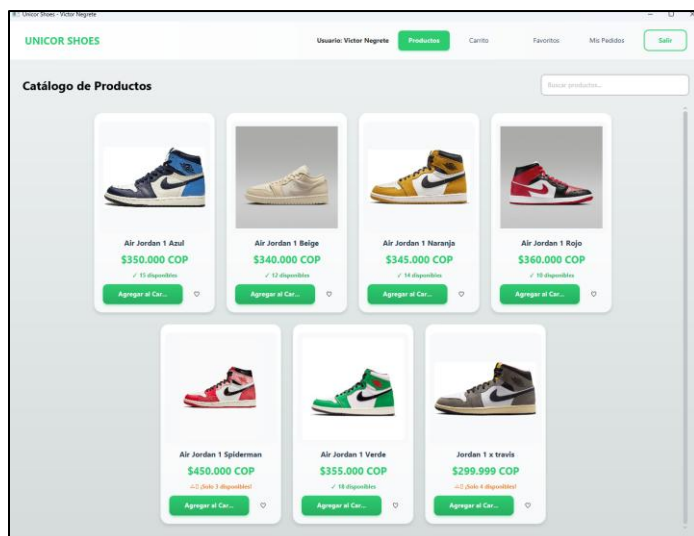 Unicor Shoes - Victor Negrete
UNICOR SHOES
Usuario: Victor Negrete
Productos
Carrito
Favoritos
Mis Pedidos
Salir
Catálogo de Productos
Buscar productos...
Air Jordan 1 Azul
$350.000 COP
✓ 15 disponibles
Agregar al Car...
Air Jordan 1 Beige
$340.000 COP
✓ 12 disponibles
Agregar al Car...
Air Jordan 1 Naranja
$345.000 COP
✓ 14 disponibles
Agregar al Car...
Air Jordan 1 Rojo
$360.000 COP
✓ 10 disponibles
Agregar al Car...
Air Jordan 1 Spiderman
$450.000 COP
¡Solo 3 disponibles!
Agregar al Car...
Air Jordan 1 Verde
$355.000 COP
✓ 18 disponibles
Agregar al Car...
Jordan 1 x travis
$299.999 COP
¡Solo 4 disponibles!
Agregar al Car...